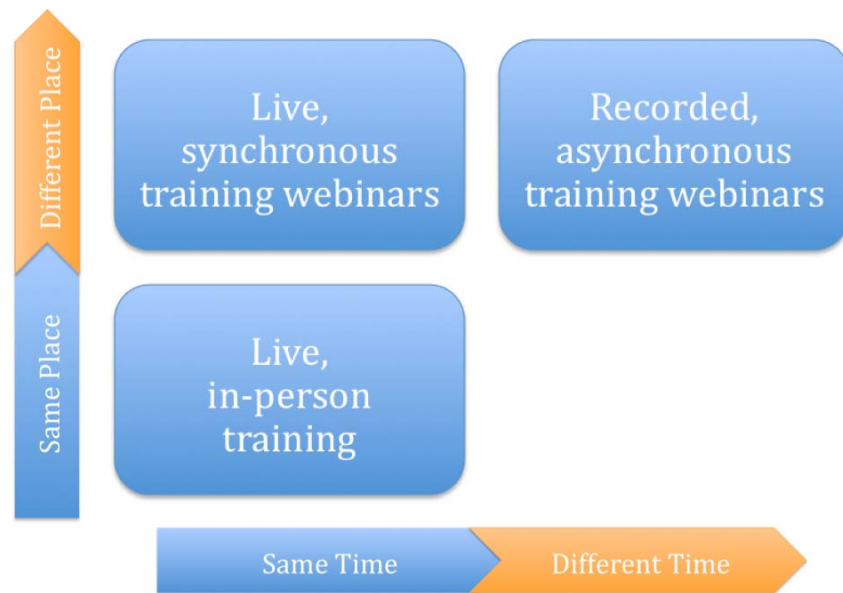 Different Place
Live,
synchronous
training webinars
Recorded,
asynchronous
training webinars
Same Place
Live,
in-person
training
Same Time
Different Time